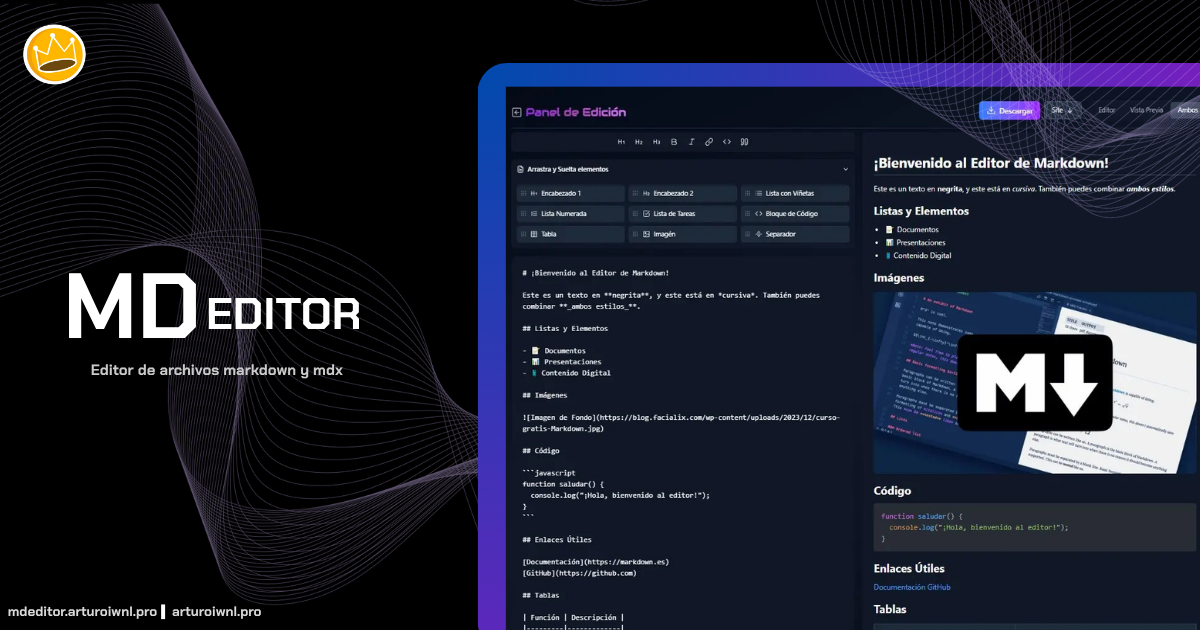 MD EDITOR
Editor de archivos markdown y mdx
mdeditor.arturoiwnl.pro | arturoiwnl.pro
Panel de Edición
Descargar
Site ↓
Editor
Vista Previa
Ambos
H1 H2 H3 B I <>
Arrastra y Suelta elementos
H1 Encabezado 1
H2 Encabezado 2
Lista con Viñetas
Lista Numerada
Lista de Tareas
<> Bloque de Código
Tabla
Imagén
Separador
# ¡Bienvenido al Editor de Markdown!
Este es un texto en **negrita**, y este está en *cursiva*. También puedes
combinar **_ambos estilos_**.
## Listas y Elementos
- 📝 Documentos
- 📊 Presentaciones
- 📱 Contenido Digital
## Imágenes
![Imagen de Fondo](https://blog.facialix.com/wp-content/uploads/2023/12/curso-
gratis-Markdown.jpg)
## Código
```javascript
function saludar() {
console.log("¡Hola, bienvenido al editor!");
}
```
## Enlaces Útiles
[Documentación](https://markdown.es)
[GitHub](https://github.com)
## Tablas
| Función | Descripción |
|---------|-------------|
¡Bienvenido al Editor de Markdown!
Este es un texto en negrita, y este está en cursiva. También puedes combinar ambos estilos.
Listas y Elementos
• 📝 Documentos
• 📊 Presentaciones
• 📱 Contenido Digital
Imágenes
M↓
Código
function saludar() {
console.log("¡Hola, bienvenido al editor!");
}
Enlaces Útiles
Documentación GitHub
Tablas